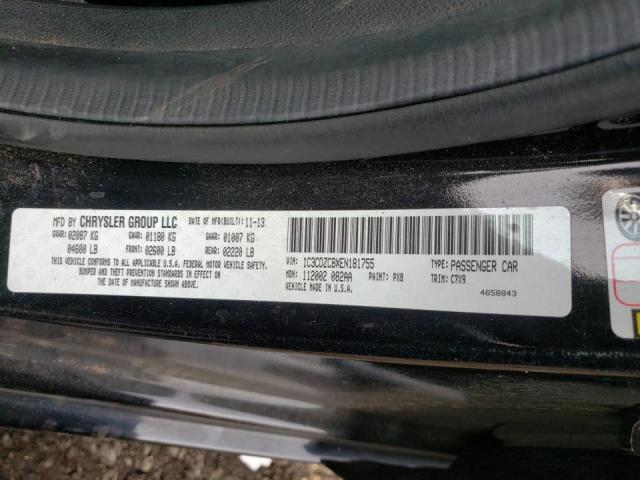 MFD BY CHRYSLER GROUP LLC DATE OF MFR(BUILT): 11-13
GVWR: 02087 KG GAWR: 01180 KG GAWR: 01007 KG
04600 LB FRONT: 02600 LB REAR: 02220 LB
THIS VEHICLE CONFORMS TO ALL APPLICABLE U.S.A. FEDERAL MOTOR VEHICLE SAFETY,
BUMPER AND THEFT PREVENTION STANDARDS IN EFFECT ON
THE DATE OF MANUFACTURE SHOWN ABOVE.
VIN: 1C3CDZCBXEN181755 TYPE: PASSENGER CAR
MDH: 112002 082AA PAINT: PX8 TRIM: C7X9
MADE IN U.S.A. 4658843